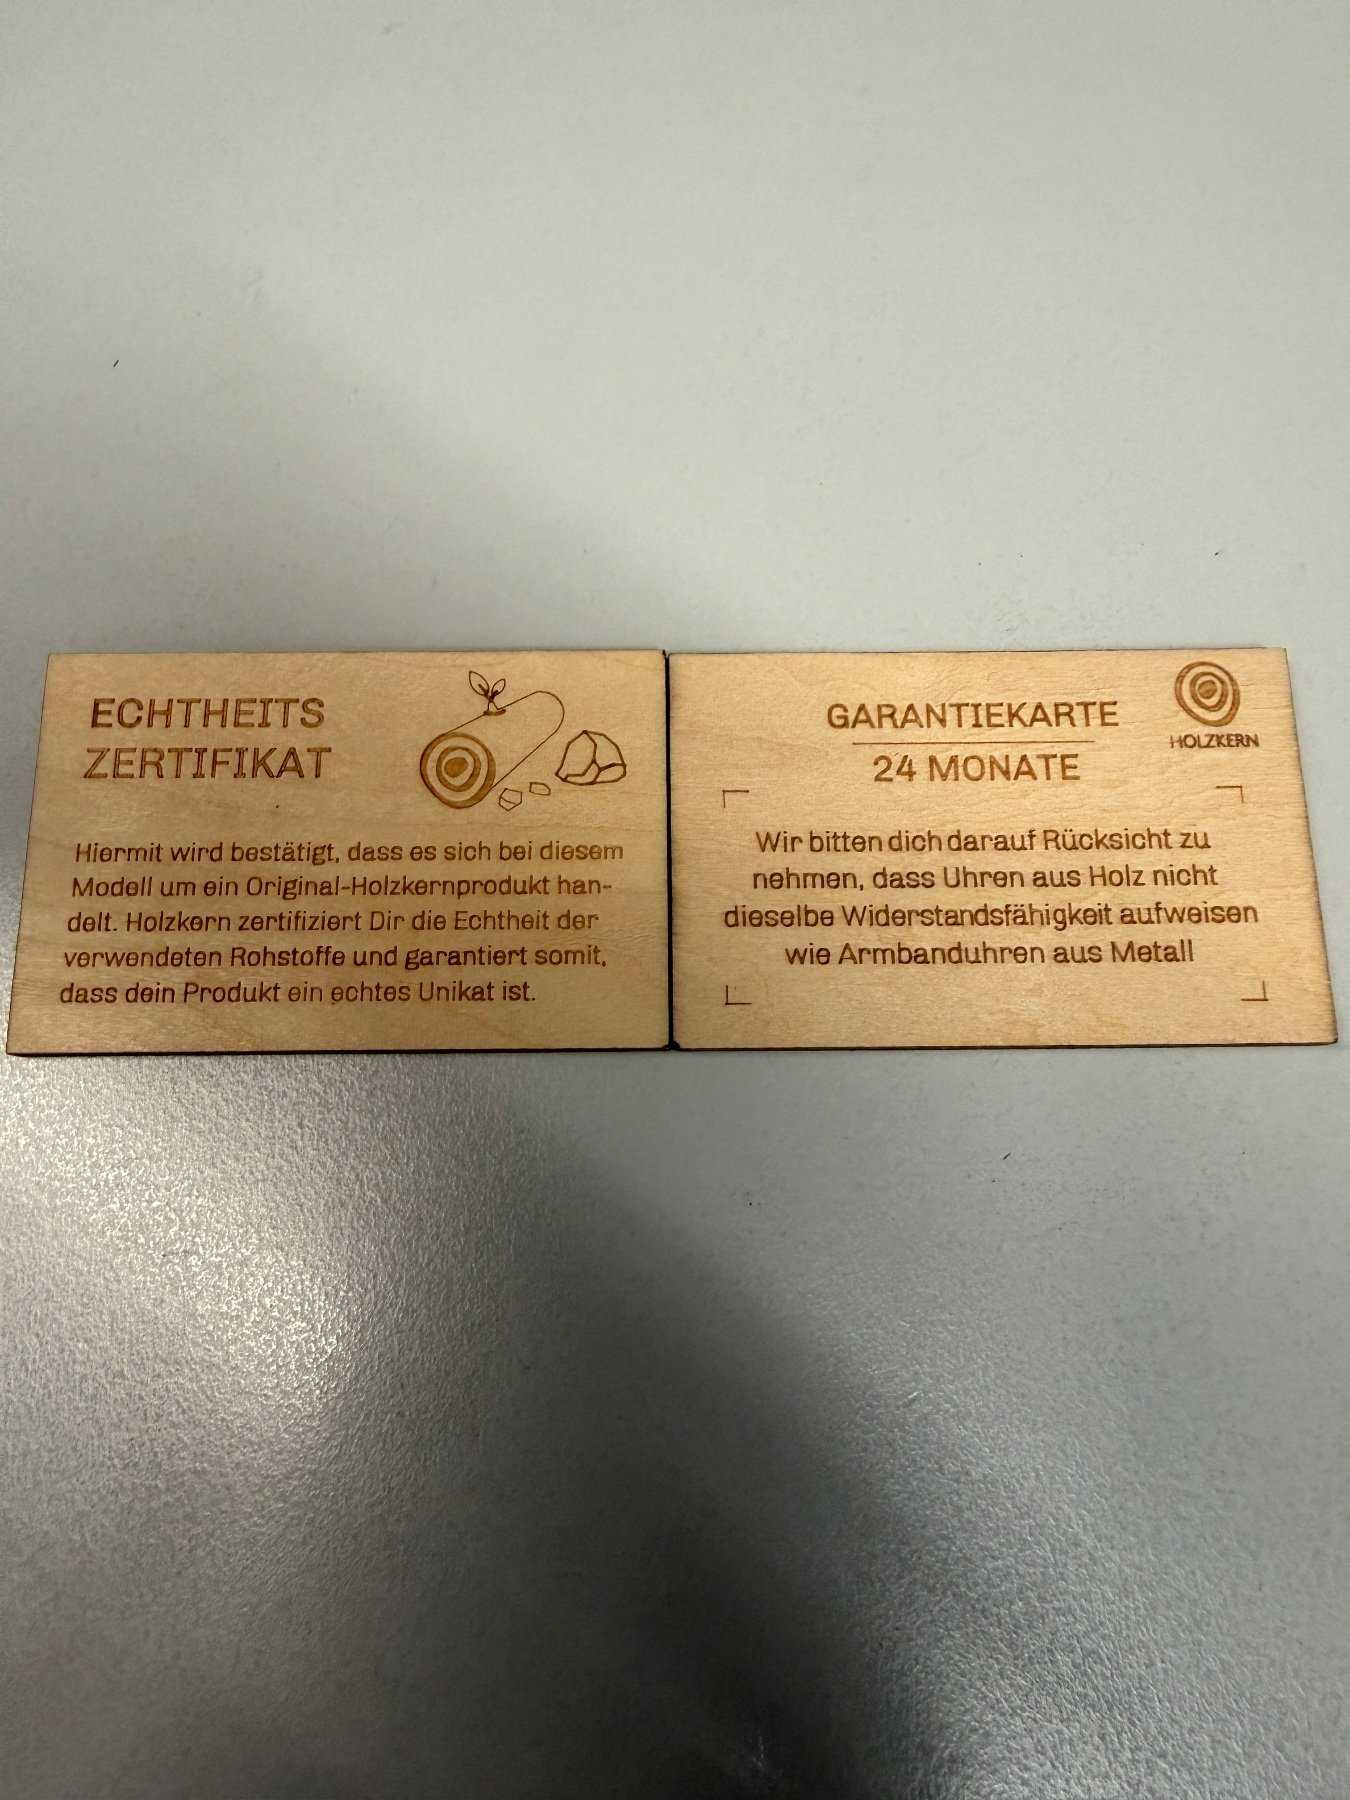 ECHTHEITS
ZERTIFIKAT
Hiermit wird bestätigt, dass es sich bei diesem
Modell um ein Original-Holzkernprodukt han-
delt. Holzkern zertifiziert Dir die Echtheit der
verwendeten Rohstoffe und garantiert somit,
dass dein Produkt ein echtes Unikat ist.
GARANTIEKARTE
24 MONATE
HOLZKERN
Wir bitten dich darauf Rücksicht zu
nehmen, dass Uhren aus Holz nicht
dieselbe Widerstandsfähigkeit aufweisen
wie Armbanduhren aus Metall